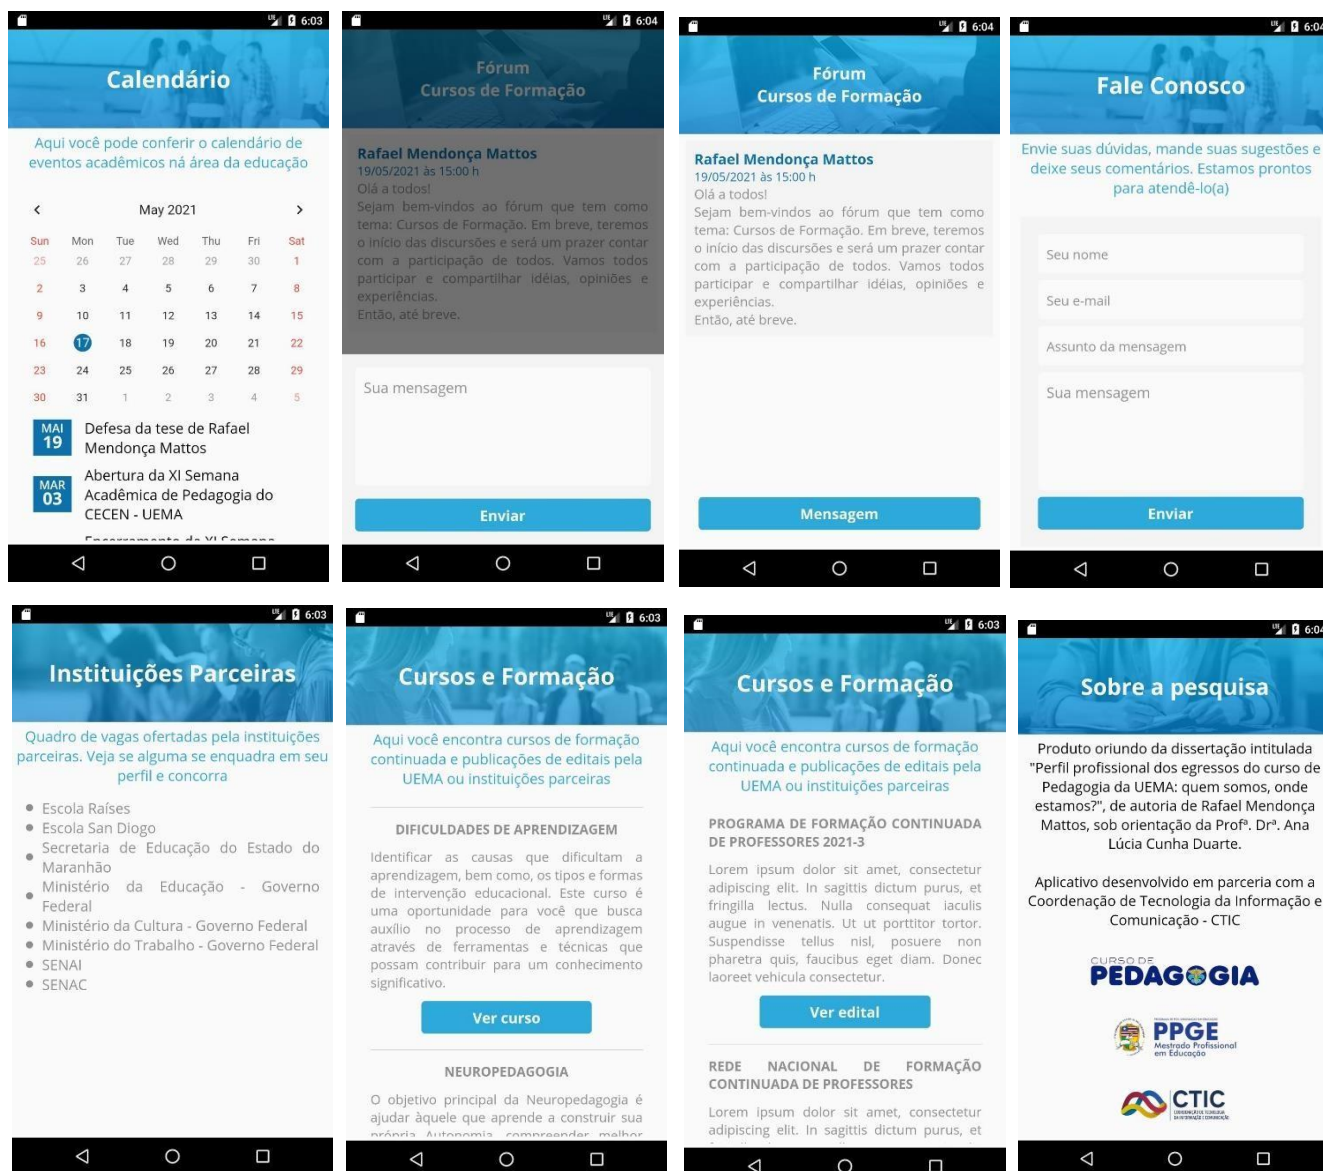 6:03
Calendário
Aqui você pode conferir o calendário de
eventos acadêmicos ná área da educação
May 2021
Sun Mon Tue Wed Thu Fri Sat
25 26 27 28 29 30 1
2 3 4 5 6 7 8
9 10 11 12 13 14 15
16 17 18 19 20 21 22
23 24 25 26 27 28 29
30 31 1 2 3 4 5
MAI
19
Defesa da tese de Rafael
Mendonça Mattos
MAR
03
Abertura da XI Semana
Acadêmica de Pedagogia do
CECEN - UEMA
Encerramento da XI Semana
LTE 6:04
Fórum
Cursos de Formação
Rafael Mendonça Mattos
19/05/2021 às 15:00 h
Olá a todos!
Sejam bem-vindos ao fórum que tem como
tema: Cursos de Formação. Em breve, teremos
o início das discursões e será um prazer contar
com a participação de todos. Vamos todos
participar e compartilhar idéias, opiniões e
experiências.
Então, até breve.
Sua mensagem
Enviar
LTE 6:04
Fórum
Cursos de Formação
Rafael Mendonça Mattos
19/05/2021 às 15:00 h
Olá a todos!
Sejam bem-vindos ao fórum que tem como
tema: Cursos de Formação. Em breve, teremos
o início das discursões e será um prazer contar
com a participação de todos. Vamos todos
participar e compartilhar idéias, opiniões e
experiências.
Então, até breve.
Mensagem
LTE 6:04
Fale Conosco
Envie suas dúvidas, mande suas sugestões e
deixe seus comentários. Estamos prontos
para atendê-lo(a)
Seu nome
Seu e-mail
Assunto da mensagem
Sua mensagem
Enviar
LTE 6:03
Instituições Parceiras
Quadro de vagas ofertadas pela instituições
parceiras. Veja se alguma se enquadra em seu
perfil e concorra
Escola Raíses
Escola San Diogo
Secretaria de Educação do Estado do
Maranhão
Ministério da Educação - Governo
Federal
Ministério da Cultura - Governo Federal
Ministério do Trabalho - Governo Federal
SENAI
SENAC
LTE 6:03
Cursos e Formação
Aqui você encontra cursos de formação
continuada e publicações de editais pela
UEMA ou instituições parceiras
DIFICULDADES DE APRENDIZAGEM
Identificar as causas que dificultam a
aprendizagem, bem como, os tipos e formas
de intervenção educacional. Este curso é
uma oportunidade para você que busca
auxílio no processo de aprendizagem
através de ferramentas e técnicas que
possam contribuir para um conhecimento
significativo.
Ver curso
NEUROPEDAGOGIA
O objetivo principal da Neuropedagogia é
ajudar àquele que aprende a construir sua
própria Autonomia, compreender melhor
LTE 6:03
Cursos e Formação
Aqui você encontra cursos de formação
continuada e publicações de editais pela
UEMA ou instituições parceiras
PROGRAMA DE FORMAÇÃO CONTINUADA
DE PROFESSORES 2021-3
Lorem ipsum dolor sit amet, consectetur
adipiscing elit. In sagittis dictum purus, et
fringilla lectus. Nulla consequat iaculis
augue in venenatis. Ut ut porttitor tortor.
Suspendisse tellus nisl, posuere non
pharetra quis, faucibus eget diam. Donec
laoreet vehicula consectetur.
Ver edital
REDE NACIONAL DE FORMAÇÃO
CONTINUADA DE PROFESSORES
Lorem ipsum dolor sit amet, consectetur
adipiscing elit. In sagittis dictum purus, et
LTE 6:04
Sobre a pesquisa
Produto oriundo da dissertação intitulada
"Perfil profissional dos egressos do curso de
Pedagogia da UEMA: quem somos, onde
estamos?", de autoria de Rafael Mendonça
Mattos, sob orientação da Profª. Drª. Ana
Lúcia Cunha Duarte.
Aplicativo desenvolvido em parceria com a
Coordenação de Tecnologia da Informação e
Comunicação - CTIC
CURSO DE
PEDAGOGIA
PPGE
Mestrado Profissional
em Educação
CTIC